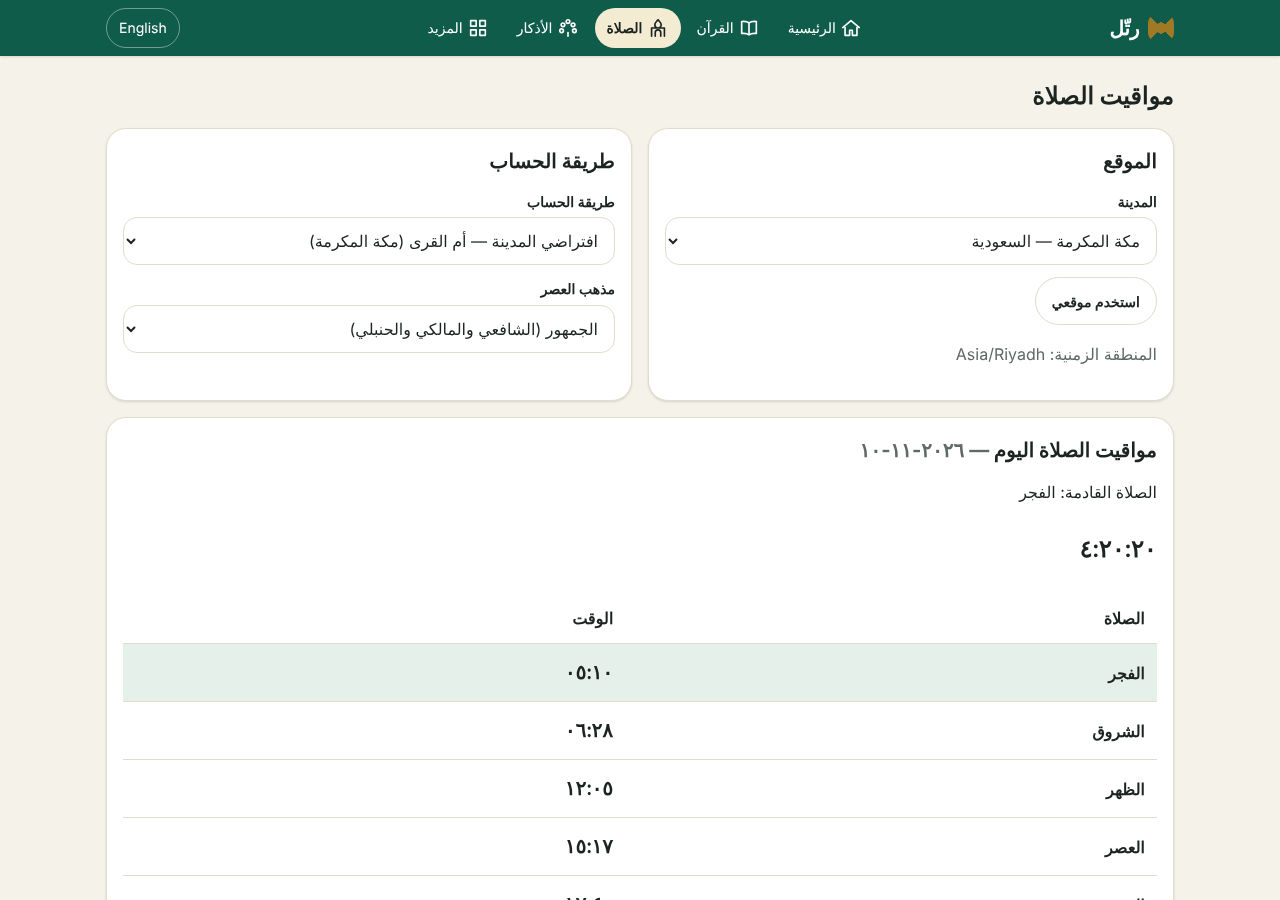 رتّل
الرئيسية
القرآن
الصلاة
الأذكار
المزيد
English
مواقيت الصلاة
الموقع
المدينة
مكة المكرمة — السعودية
استخدم موقعي
المنطقة الزمنية: Asia/Riyadh
طريقة الحساب
طريقة الحساب
افتراضي المدينة — أم القرى (مكة المكرمة)
مذهب العصر
الجمهور (الشافعي والمالكي والحنبلي)
مواقيت الصلاة اليوم — ٢٠٢٦-١١-١٠
الصلاة القادمة: الفجر
٤:٢٠:٢٠
الصلاة الوقت
الفجر ٠٥:١٠
الشروق ٠٦:٢٨
الظهر ١٢:٠٥
العصر ١٥:١٧